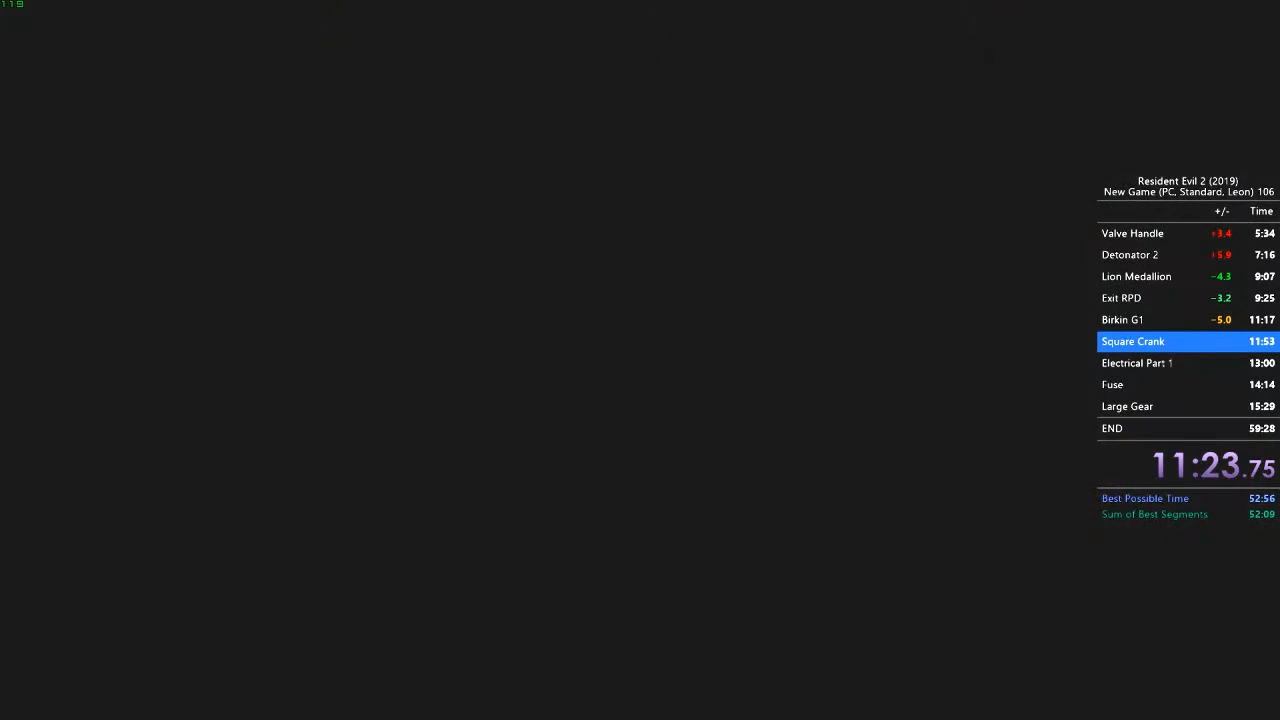 119
Resident Evil 2 (2019)
New Game (PC, Standard, Leon) 106
+/- Time
Valve Handle +3.4 5:34
Detonator 2 +5.9 7:16
Lion Medallion −4.3 9:07
Exit RPD −3.2 9:25
Birkin G1 −5.0 11:17
Square Crank 11:53
Electrical Part 1 13:00
Fuse 14:14
Large Gear 15:29
END 59:28
11:23.75
Best Possible Time 52:56
Sum of Best Segments 52:09